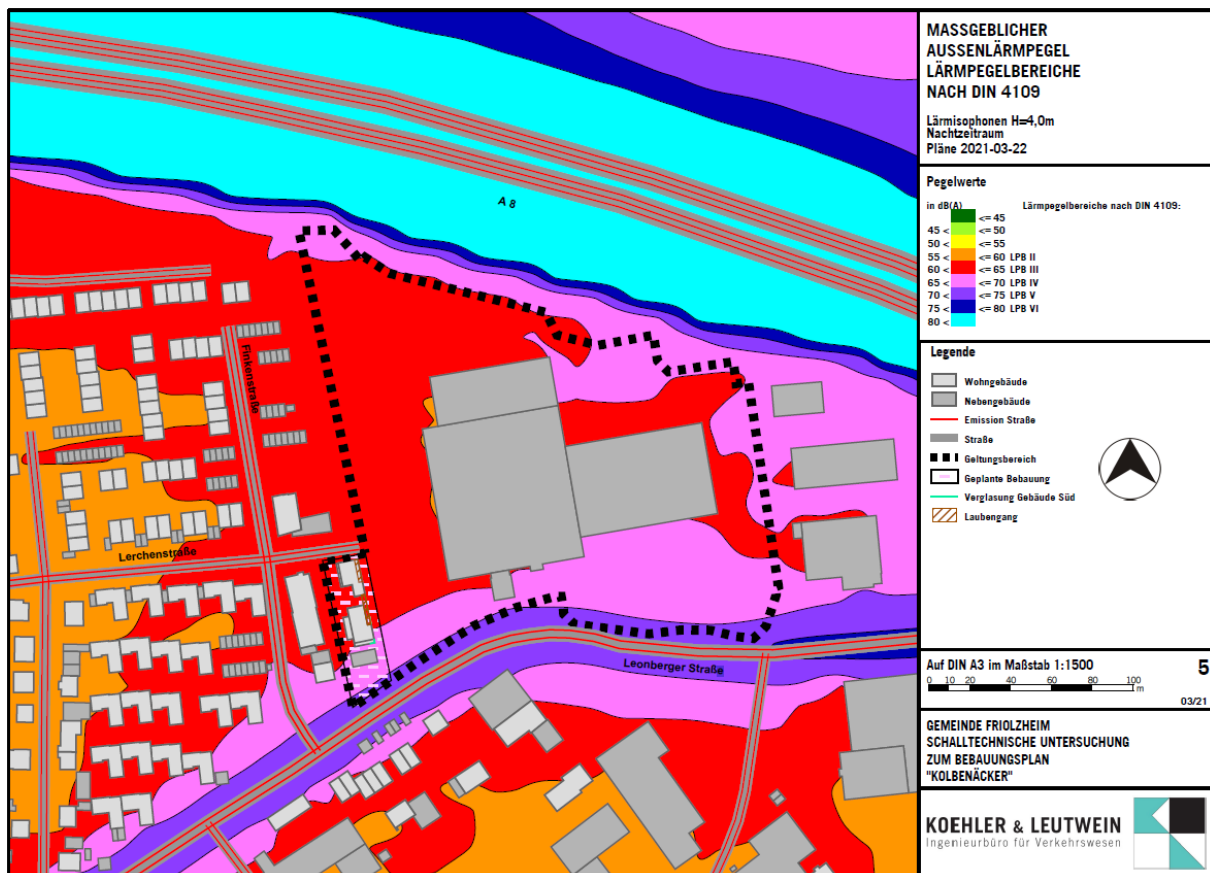 MASSGEBLICHER
AUSSENLÄRMPEGEL
LÄRMPEGELBEREICHE
NACH DIN 4109
Lärmisophonen H=4,0m
Nachtzeitraum
Pläne 2021-03-22
Pegelwerte
in dB(A) Lärmpegelbereiche nach DIN 4109:
<= 45
45 < <= 50
50 < <= 55
55 < <= 60 LPB II
60 < <= 65 LPB III
65 < <= 70 LPB IV
70 < <= 75 LPB V
75 < <= 80 LPB VI
80 <
Legende
Wohngebäude
Nebengebäude
Emission Straße
Straße
Geltungsbereich
Geplante Bebauung
Verglasung Gebäude Süd
Laubengang
Auf DIN A3 im Maßstab 1:1500 5
0 10 20 40 60 80 100
m
03/21
GEMEINDE FRIOLZHEIM
SCHALLTECHNISCHE UNTERSUCHUNG
ZUM BEBAUUNGSPLAN
"KOLBENÄCKER"
KOEHLER & LEUTWEIN
Ingenieurbüro für Verkehrswesen
A 8
Finkenstraße
Lerchenstraße
Leonberger Straße